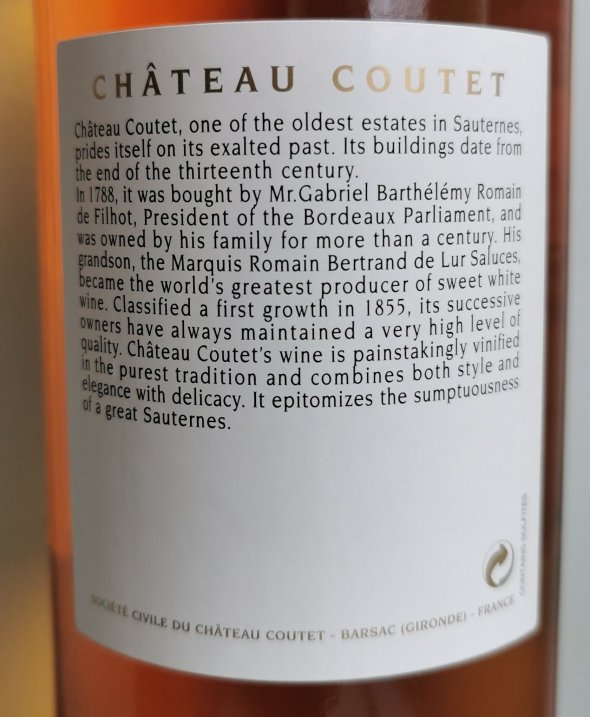 CHÂTEAU COUTET
Château Coutet, one of the oldest estates in Sauternes,
prides itself on its exalted past. Its buildings date from
the end of the thirteenth century.
In 1788, it was bought by Mr.Gabriel Barthélémy Romain
de Filhot, President of the Bordeaux Parliament, and
was owned by his family for more than a century. His
grandson, the Marquis Romain Bertrand de Lur Saluces,
became the world's greatest producer of sweet white
wine. Classified a first growth in 1855, its successive
owners have always maintained a very high level of
quality. Château Coutet's wine is painstakingly vinified
in the purest tradition and combines both style and
elegance with delicacy. It epitomizes the sumptuousness
of a great Sauternes.
CONTAINS SULFITES
SOCIÉTÉ CIVILE DU CHÂTEAU COUTET - BARSAC (GIRONDE) - FRANCE